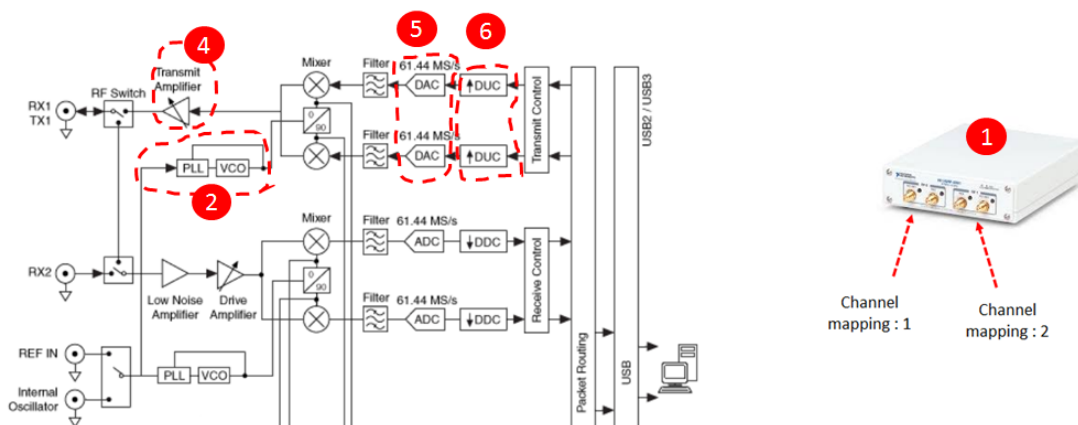 4
5
6
Transmit
Amplifier
RF Switch
RX1
TX1
Mixer
0
90
Filter
61.44 MS/s
DAC
DUC
Filter
61.44 MS/s
DAC
DUC
Transmit Control
PLL
VCO
2
RX2
Low Noise
Amplifier
Drive
Amplifier
Mixer
0
90
Filter
61.44 MS/s
ADC
DDC
Filter
61.44 MS/s
ADC
DDC
Receive Control
REF IN
Internal
Oscillator
PLL
VCO
Packet Routing
USB
USB2 / USB3
1
Channel
mapping : 1
Channel
mapping : 2